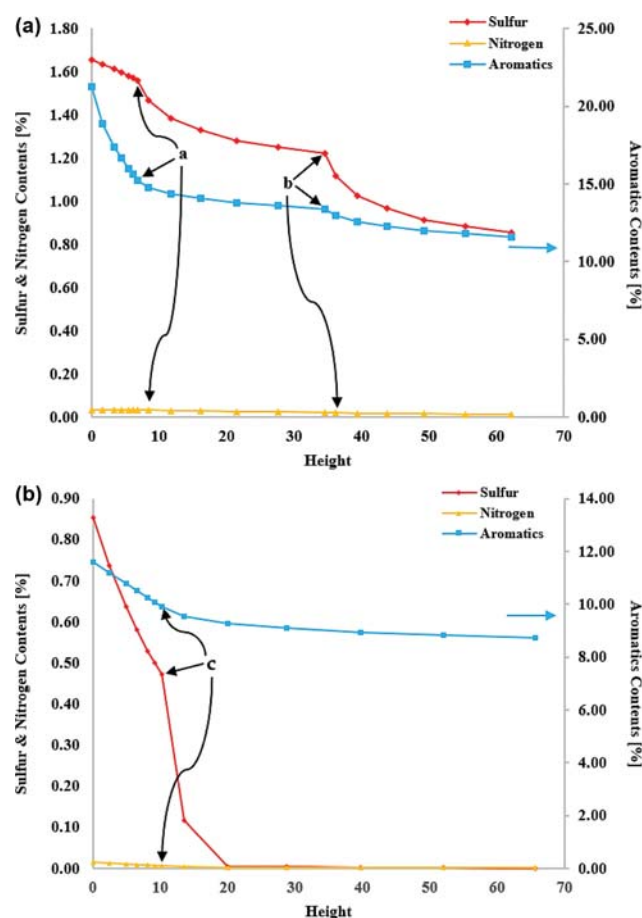 (a)
Sulfur
Nitrogen
Aromatics
1.80
1.60
1.40
1.20
1.00
0.80
0.60
0.40
0.20
0.00
Sulfur & Nitrogen Contents [%]
25.00
20.00
15.00
10.00
5.00
0.00
Aromatics Contents [%]
a
b
0 10 20 30 40 50 60 70
Height
(b)
Sulfur
Nitrogen
Aromatics
0.90
0.80
0.70
0.60
0.50
0.40
0.30
0.20
0.10
0.00
Sulfur & Nitrogen Contents [%]
14.00
12.00
10.00
8.00
6.00
4.00
2.00
0.00
Aromatics Contents [%]
c
0 10 20 30 40 50 60 70
Height